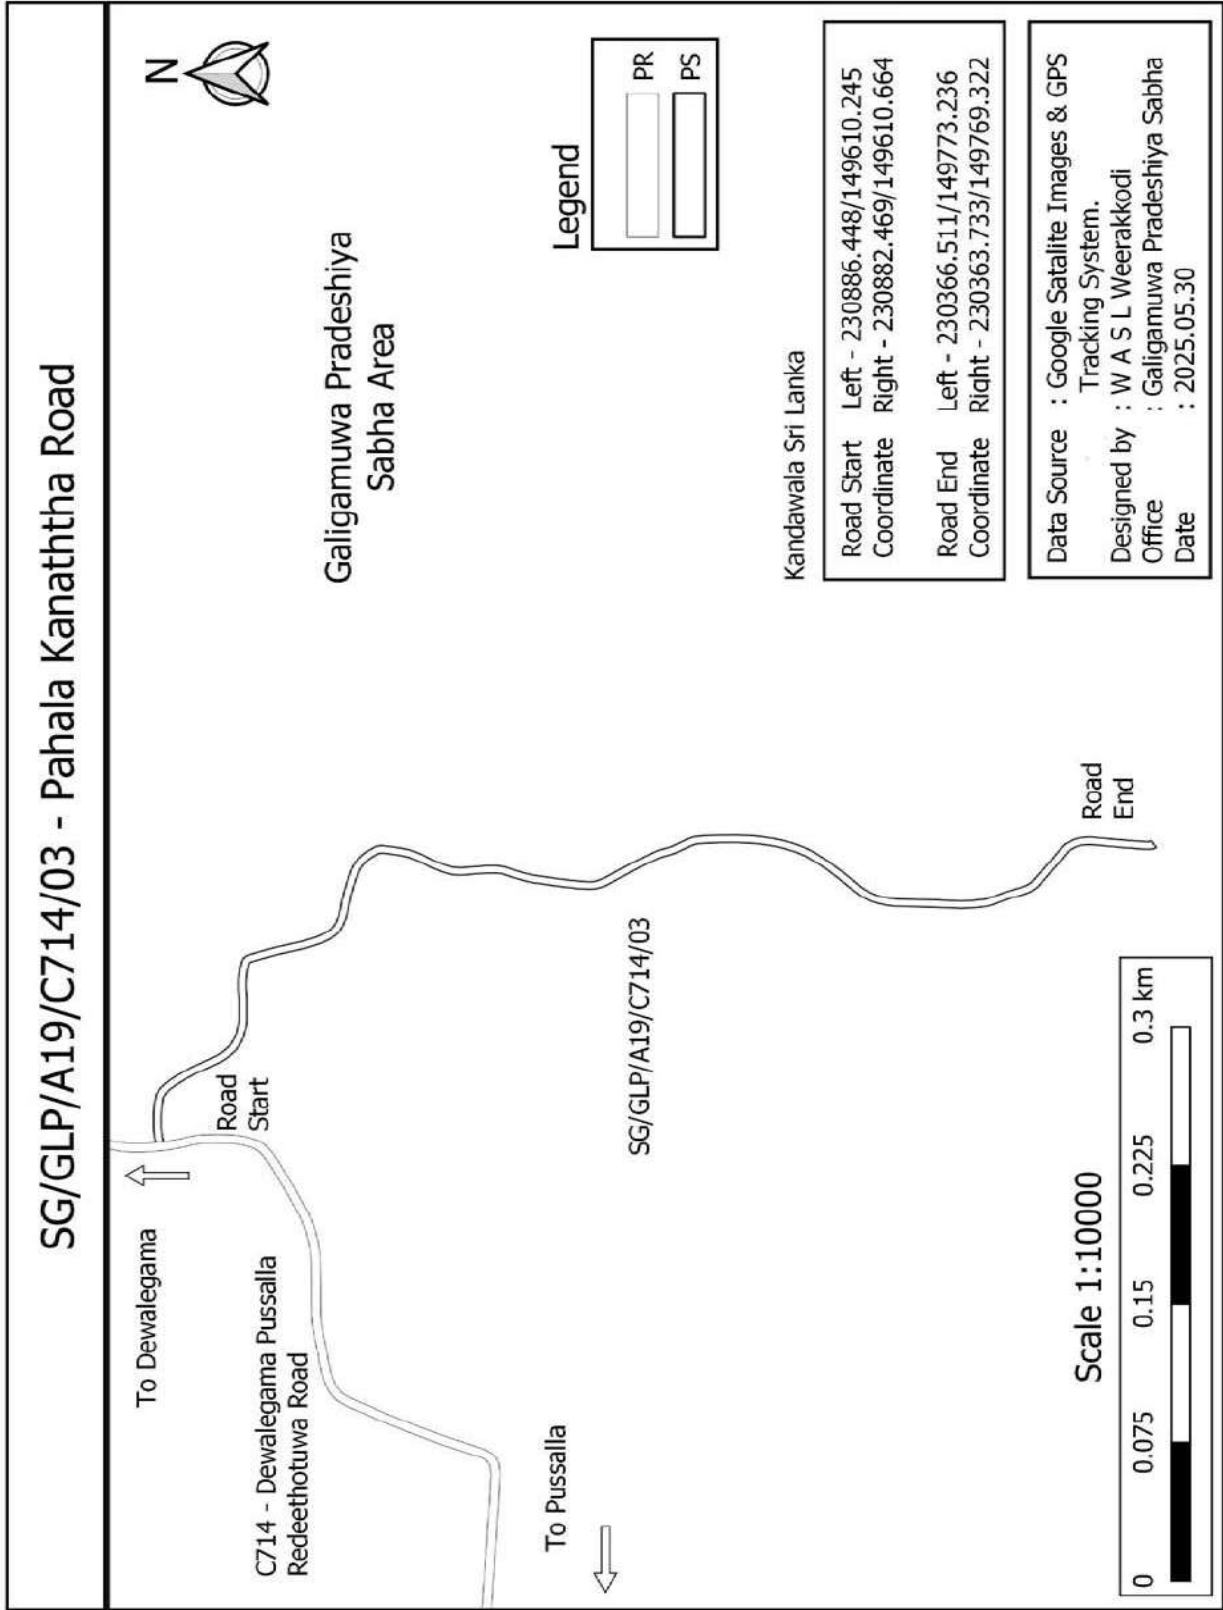 SG/GLP/A19/C714/03 - Pahala Kanaththa Road
N
To Dewalegama
Road
Start
C714 - Dewalegama Pussalla
Redeethotuwa Road
Galigamuwa Pradeshiya
Sabha Area
To Pussalla
SG/GLP/A19/C714/03
Legend
PR
PS
Kandawala Sri Lanka
Road Start Left - 230886.448/149610.245
Coordinate Right - 230882.469/149610.664
Road End Left - 230366.511/149773.236
Coordinate Right - 230363.733/149769.322
Road
End
Scale 1:10000
0 0.075 0.15 0.225 0.3 km
Data Source : Google Satalite Images & GPS
Tracking System.
Designed by : W A S L Weerakkodi
Office : Galigamuwa Pradeshiya Sabha
Date : 2025.05.30